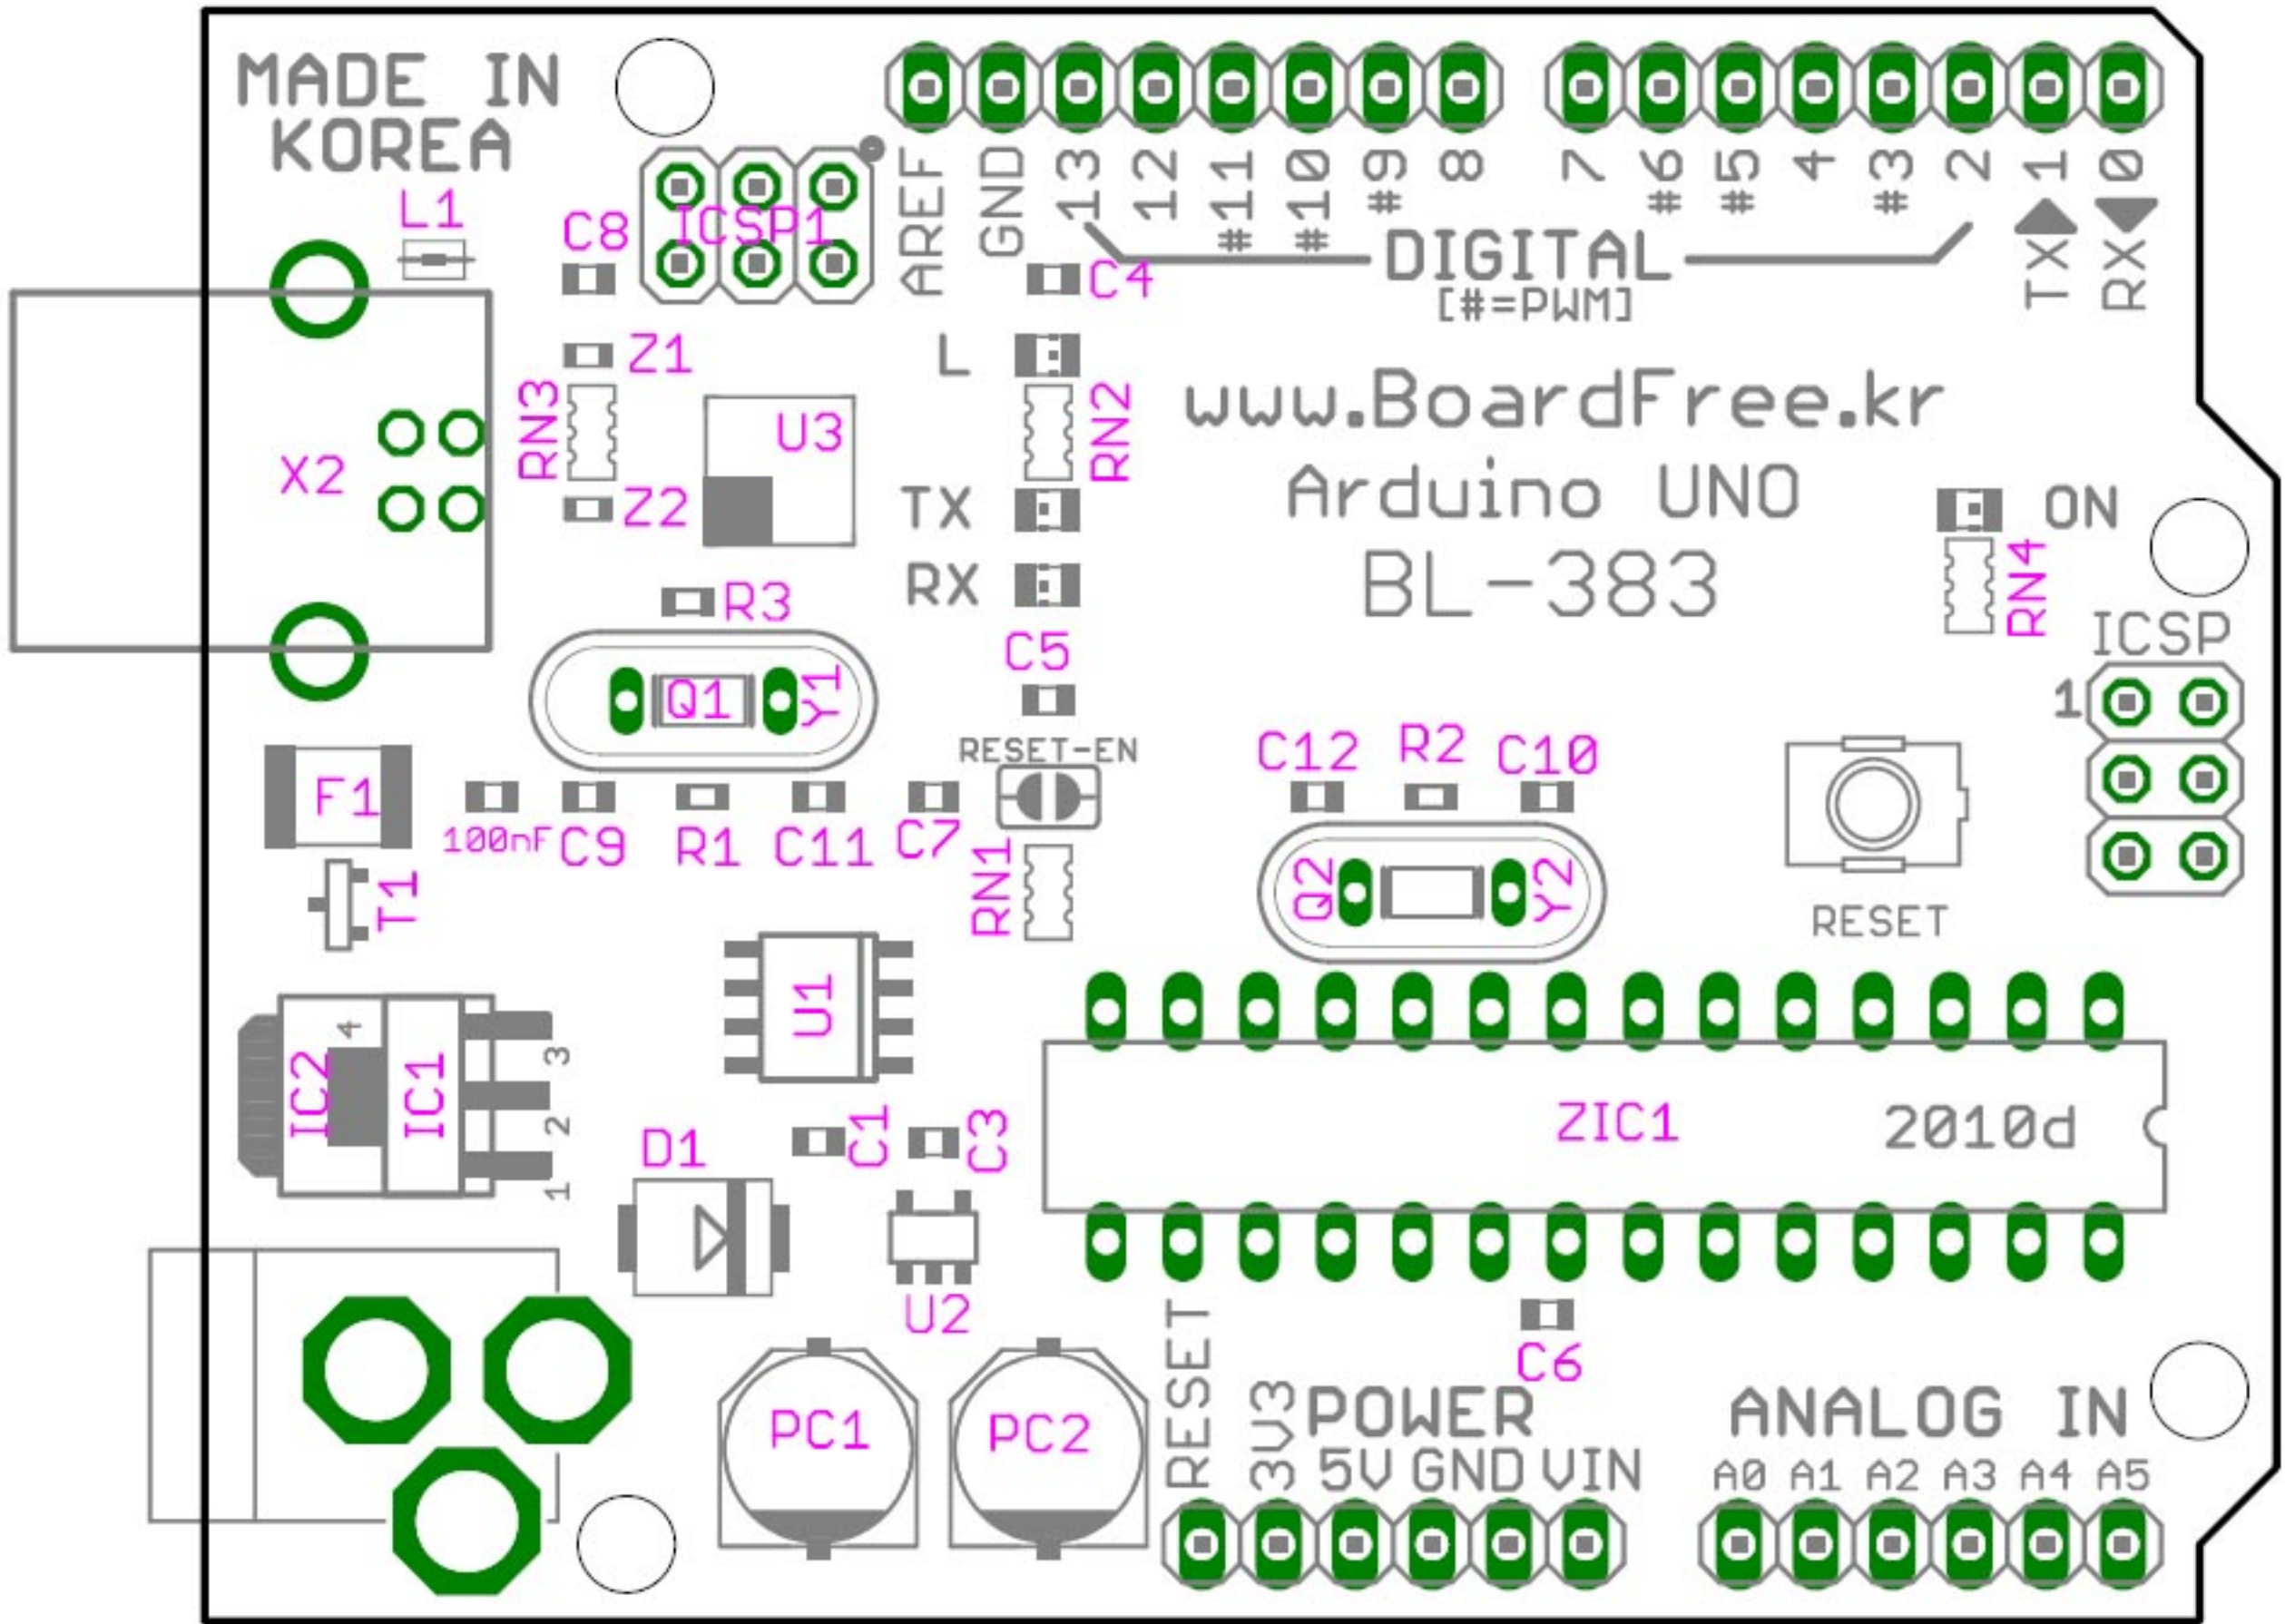 MADE IN
KOREA
L1
C8
ICSP1
AREF
GND
13
12
#11
#10
#9
8
7
#6
#5
4
#3
2
TX▶1
RX◀0
DIGITAL
[#=PWM]
C4
L
Z1
RN3
U3
RN2
X2
Z2
TX
RX
www.BoardFree.kr
Arduino UNO
BL-383
ON
RN4
ICSP
1
R3
C5
Q1
Y1
RESET-EN
F1
100nF
C9
R1
C11
C7
RN1
C12
R2
C10
Q2
Y2
RESET
T1
U1
IC2
4
IC1
3
2
1
ZIC1
2010d
D1
C1
C3
U2
C6
PC1
PC2
RESET
3V3
POWER
5V GND VIN
ANALOG IN
A0 A1 A2 A3 A4 A5